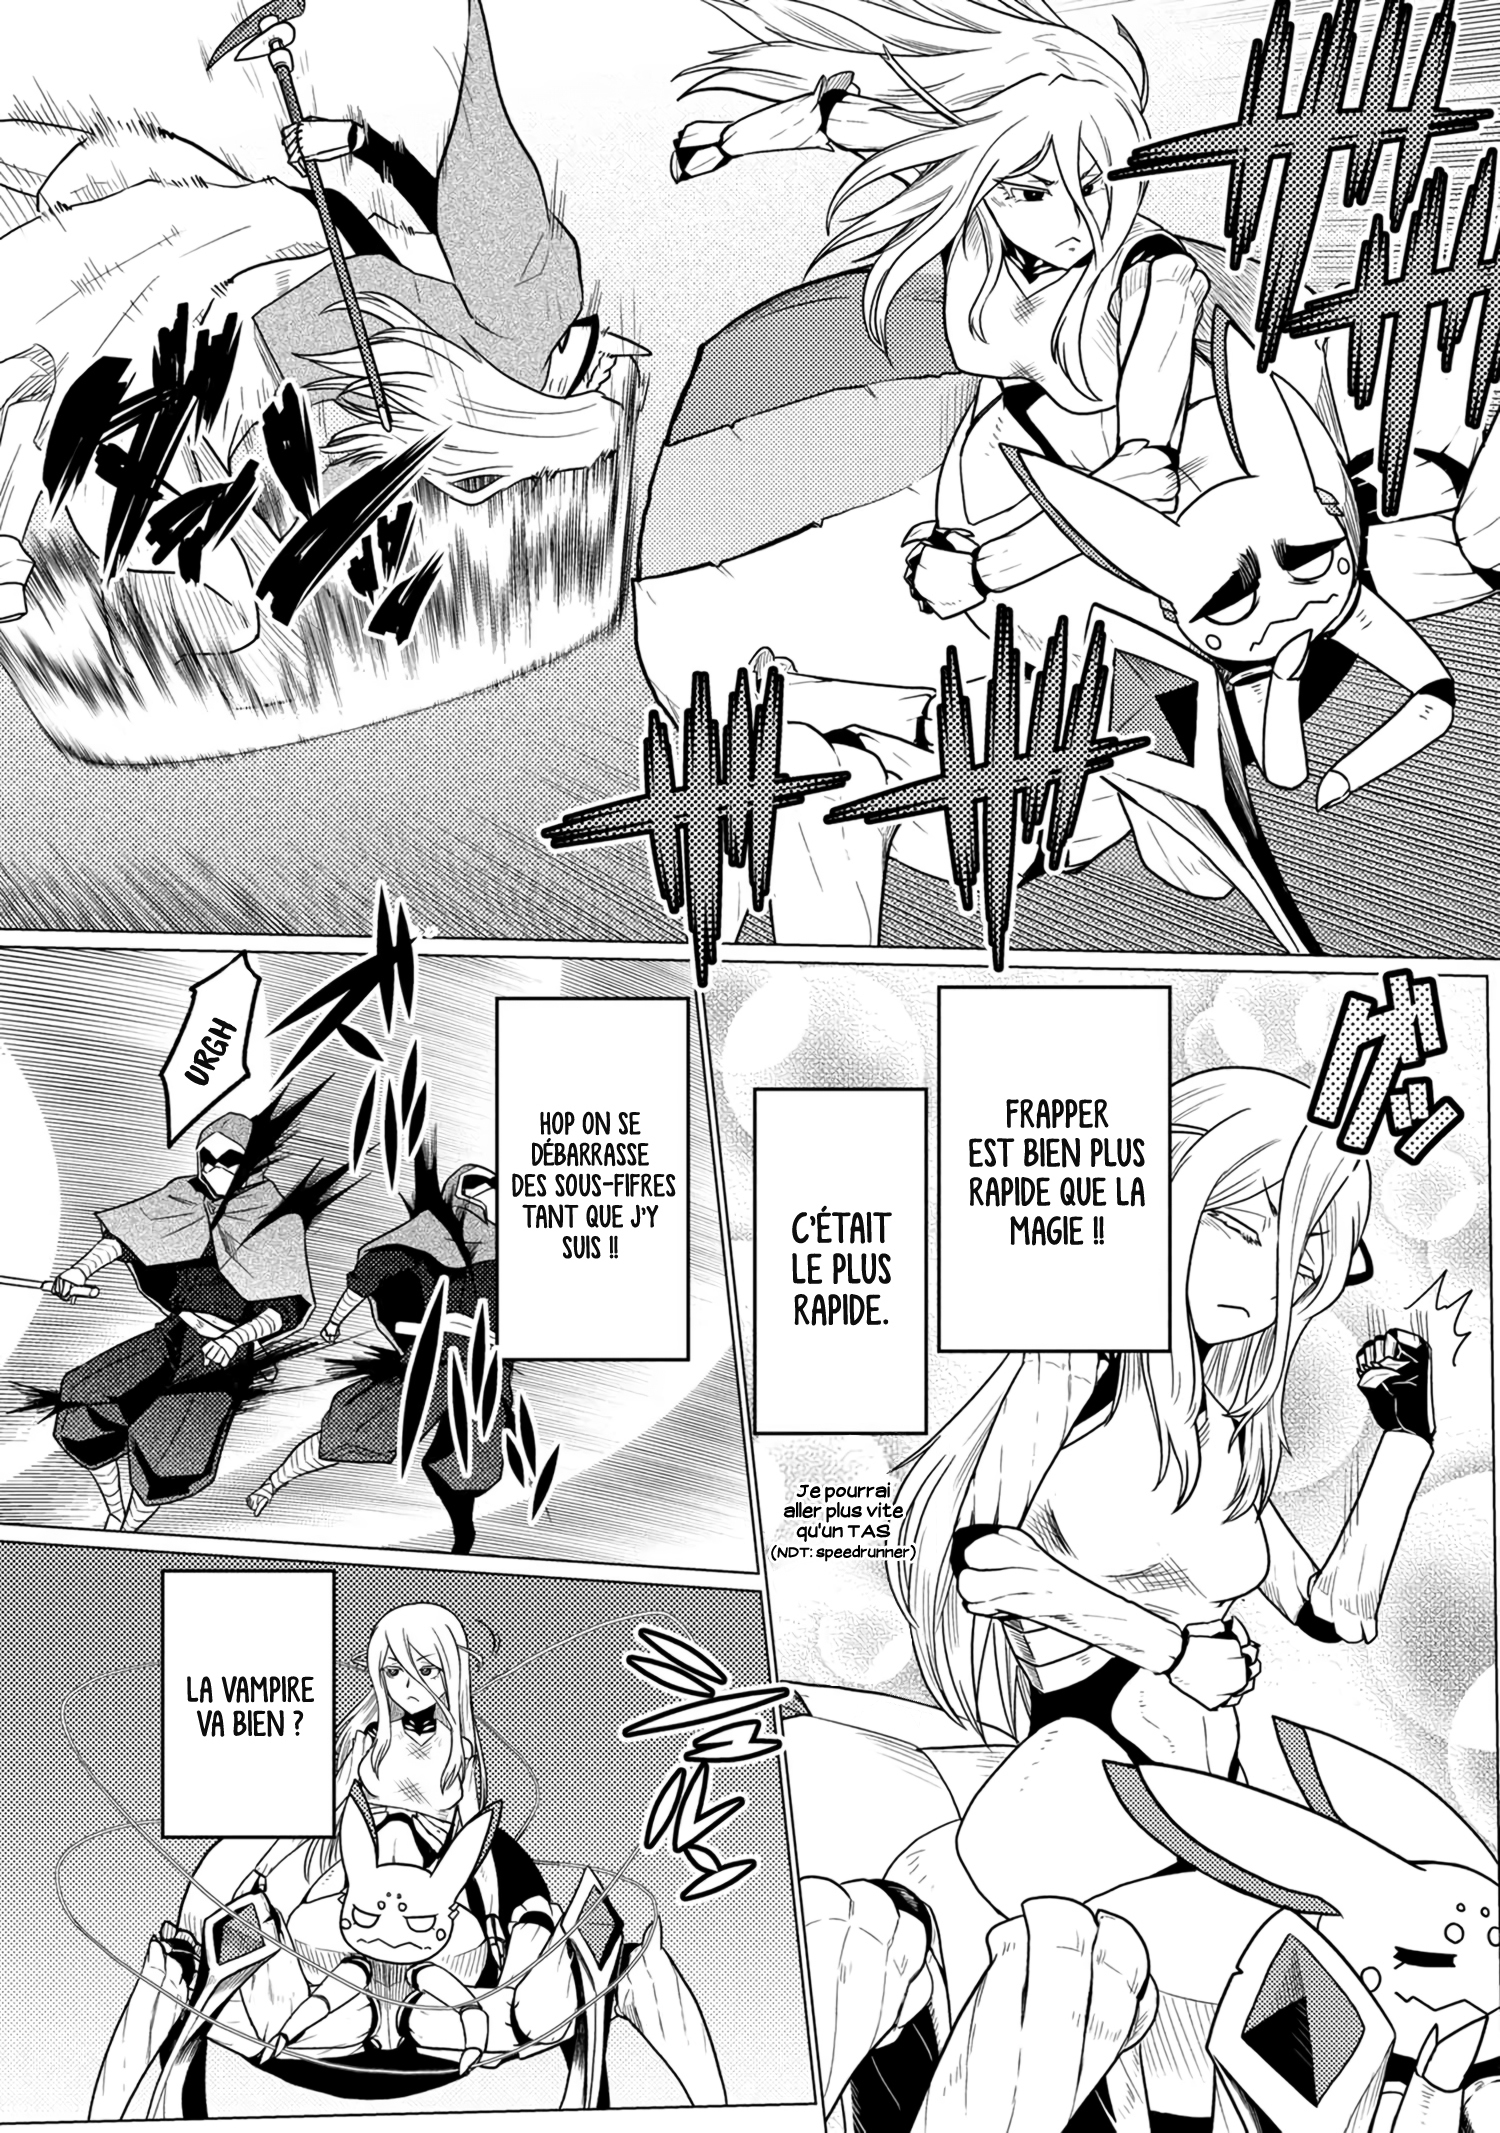 FRAPPER
EST BIEN PLUS
RAPIDE QUE LA
MAGIE !!
C'ÉTAIT
LE PLUS
RAPIDE.
Je pourrai
aller plus vite
qu'un TAS
(NDT: speedrunner)
HOP ON SE
DÉBARRASSE
DES SOUS-FIFRES
TANT QUE J'Y
SUIS !!
URGH
LA VAMPIRE
VA BIEN ?